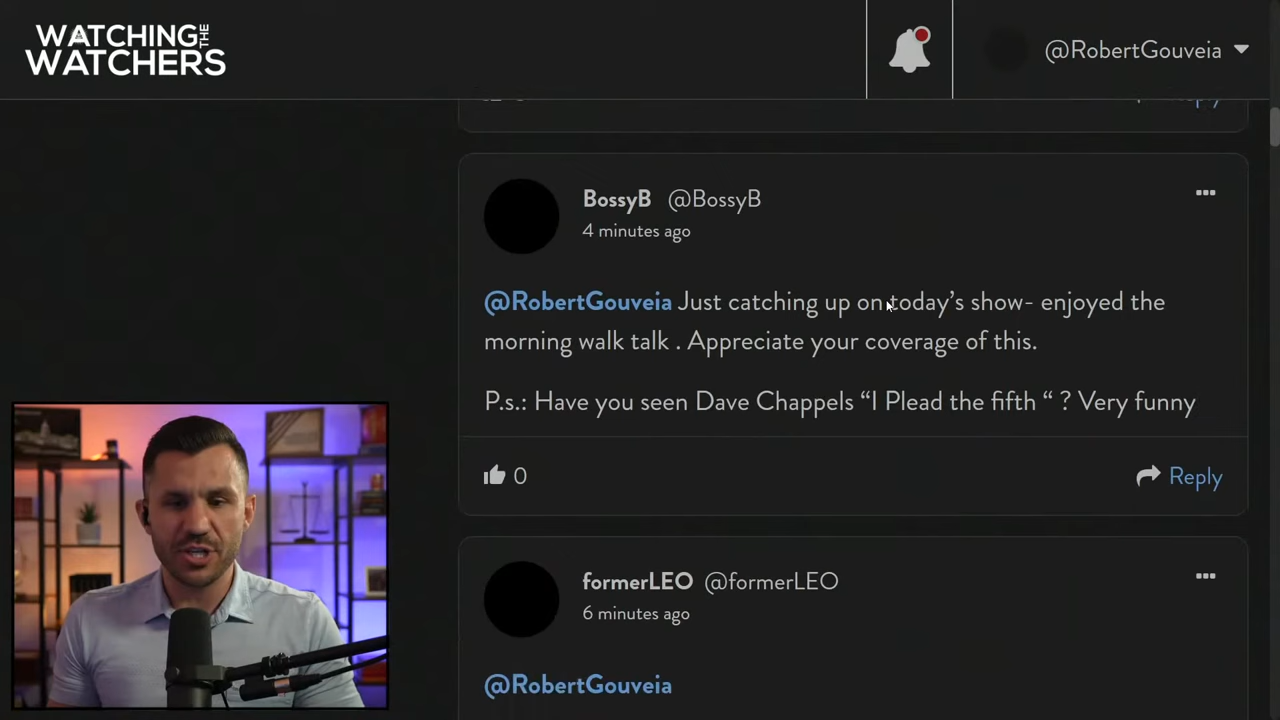 WATCHING THE
WATCHERS
@RobertGouveia
Reply
BossyB @BossyB
4 minutes ago
@RobertGouveia Just catching up on today’s show- enjoyed the
morning walk talk . Appreciate your coverage of this.
P.s.: Have you seen Dave Chappels “I Plead the fifth “ ? Very funny
0
Reply
formerLEO @formerLEO
6 minutes ago
@RobertGouveia